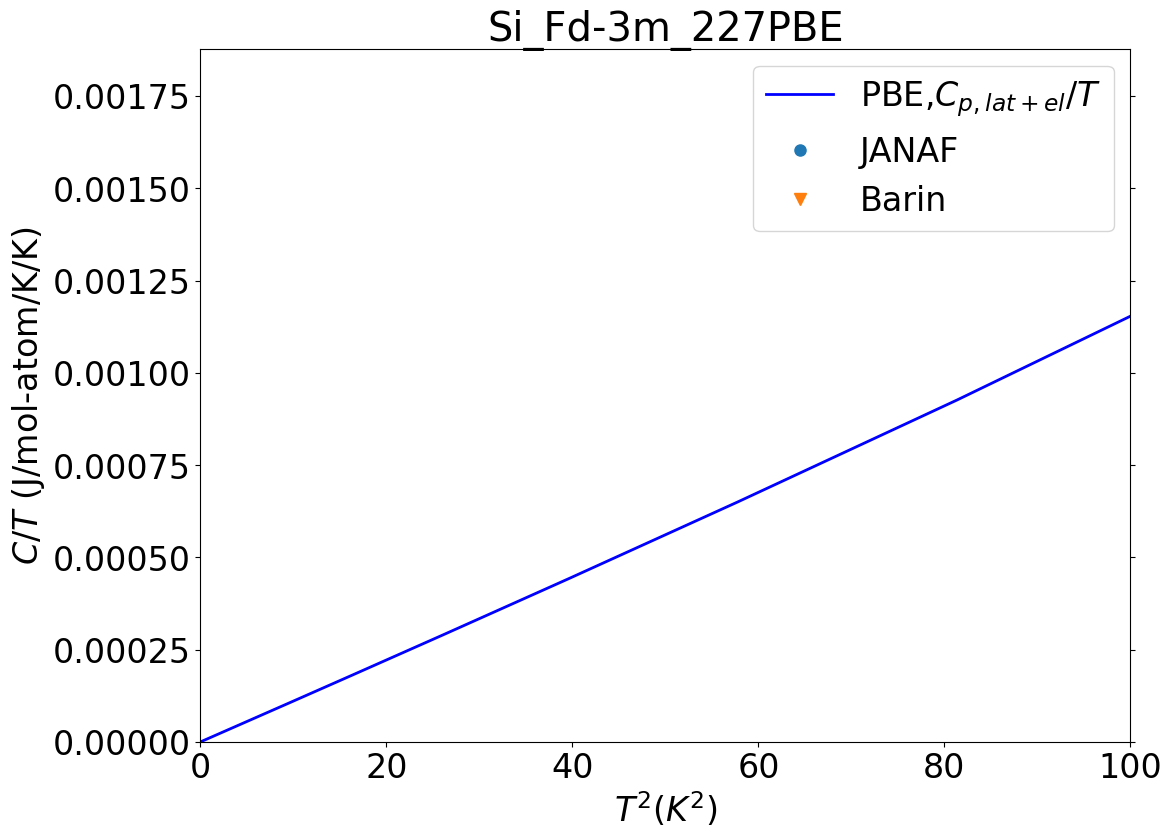 Si_Fd-3m_227PBE
PBE,$C_{p,lat+el}/T$
JANAF
Barin
0.00175
0.00150
0.00125
0.00100
0.00075
0.00050
0.00025
0.00000
C/T (J/mol-atom/K/K)
0 20 40 60 80 100
$T^2(K^2)$